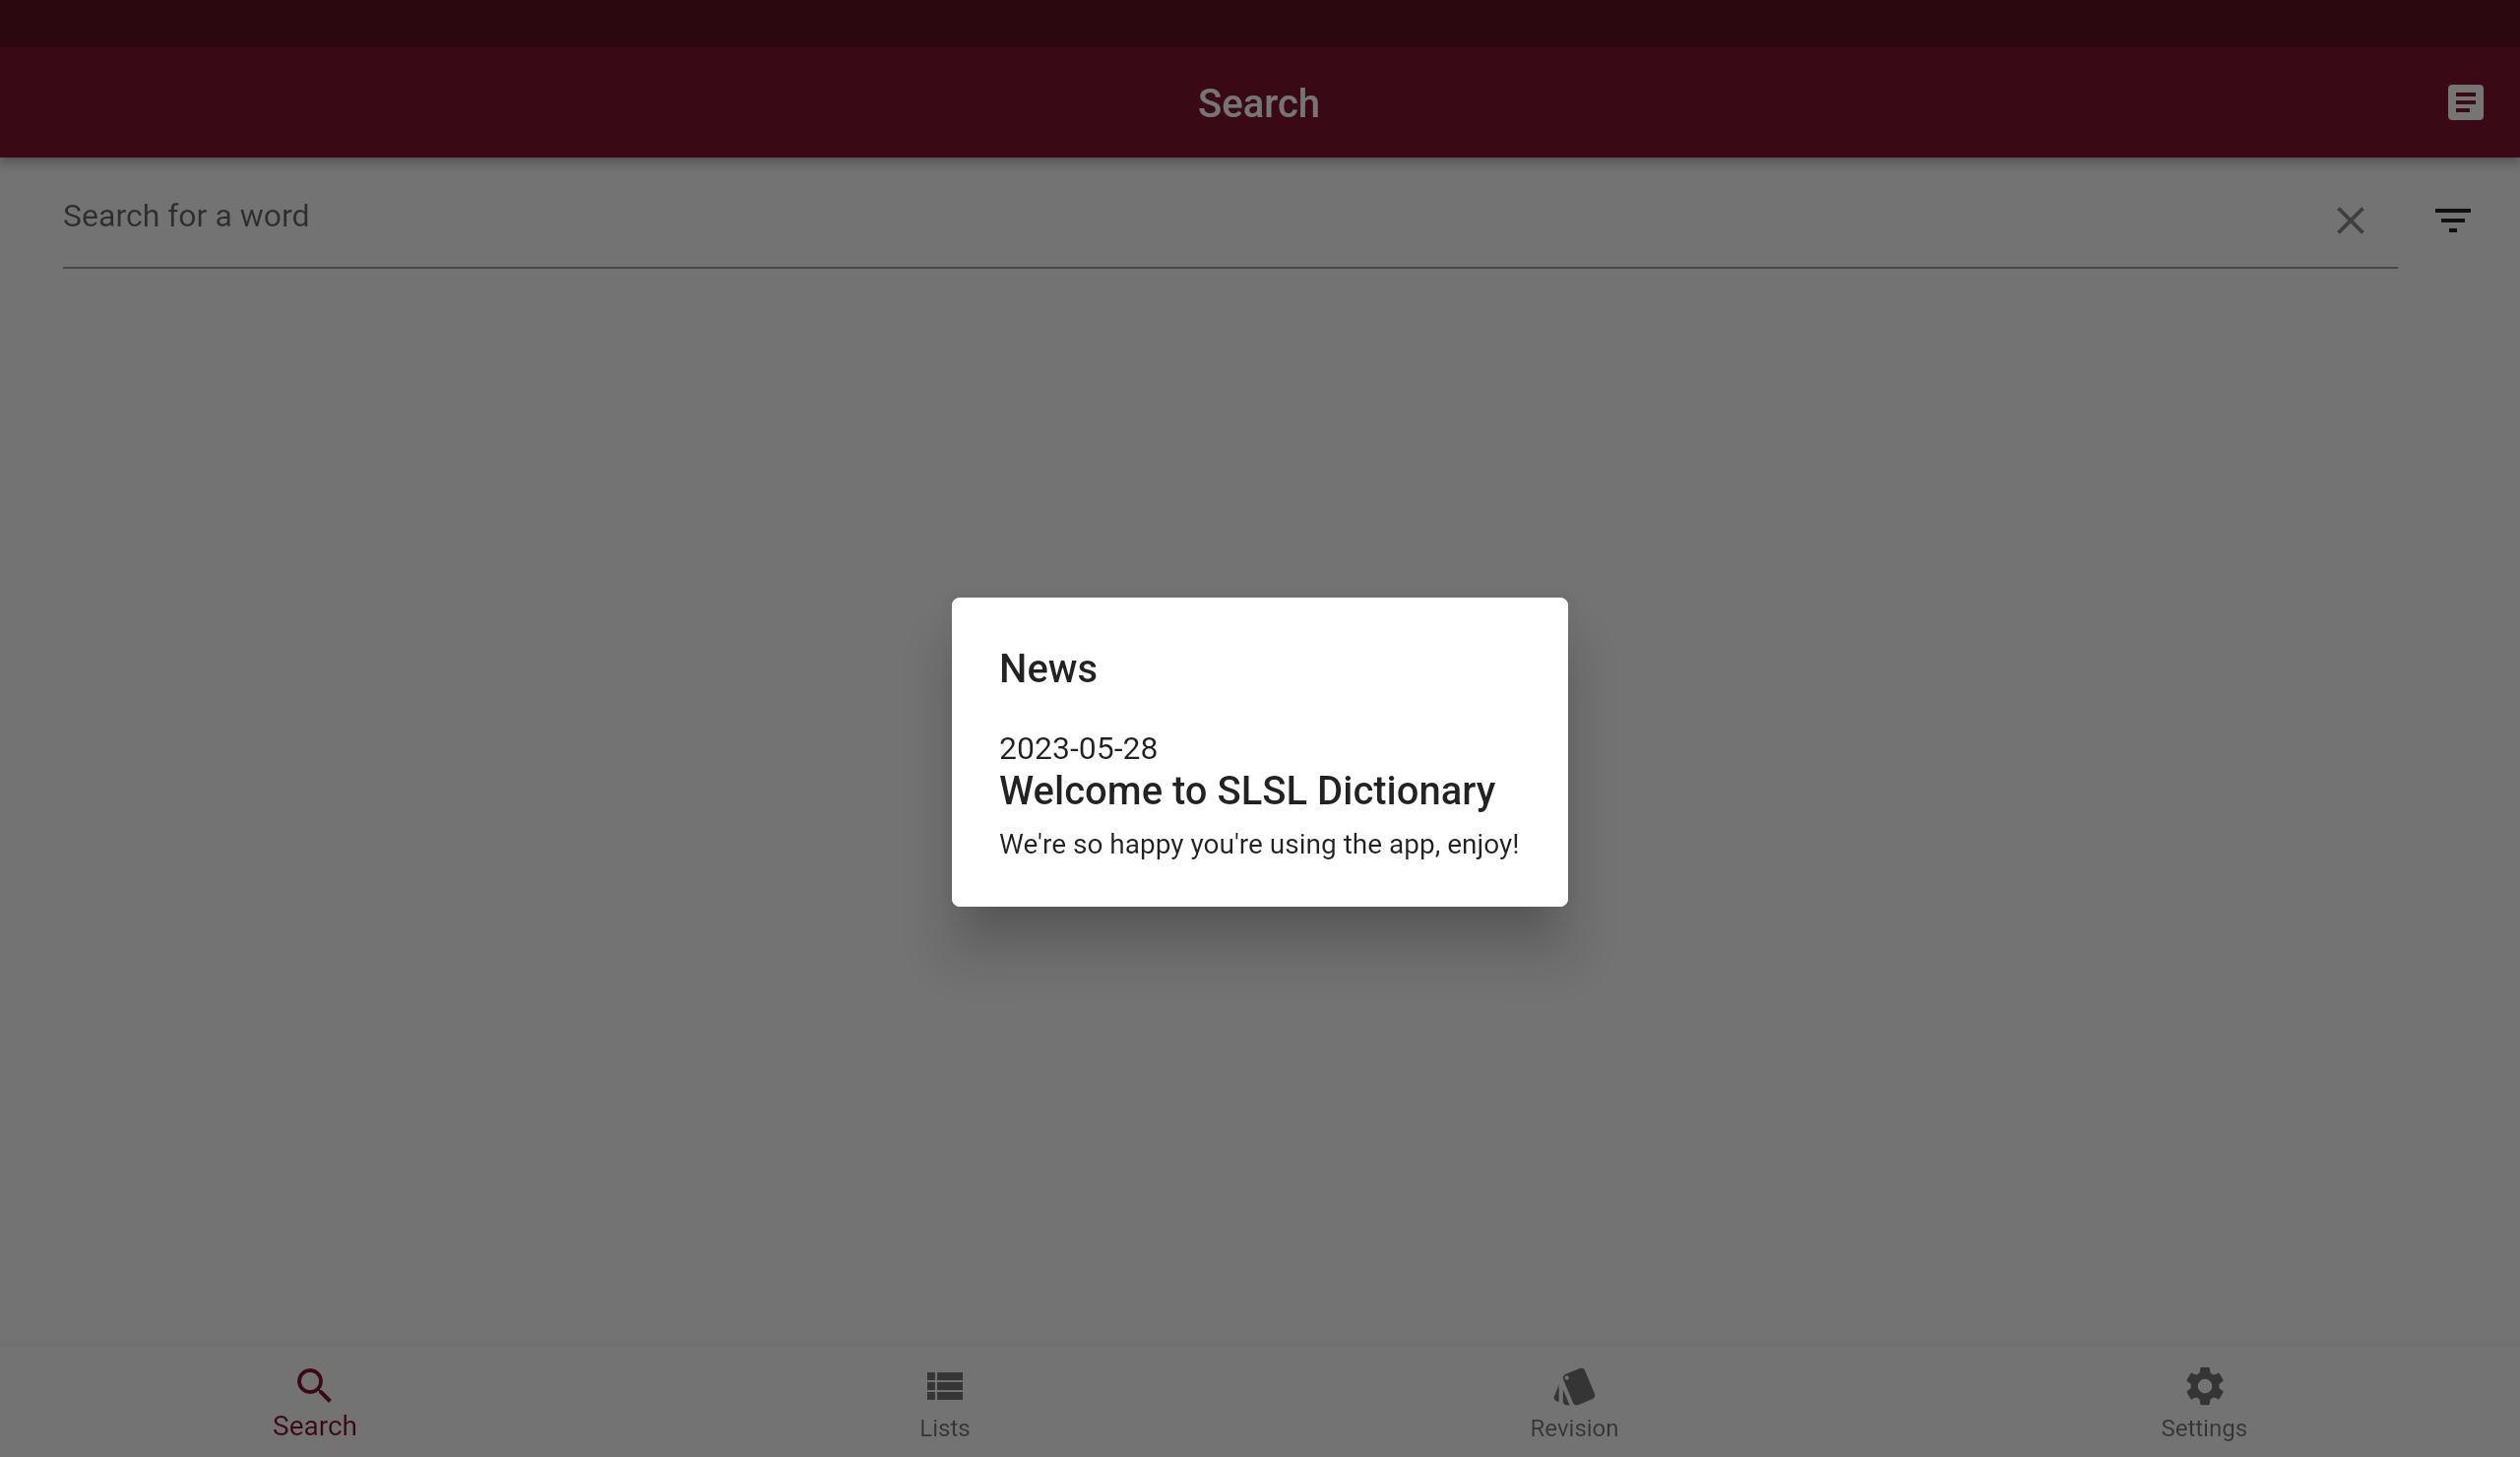 Search
Search for a word
News
2023-05-28
Welcome to SLSL Dictionary
We're so happy you're using the app, enjoy!
Search
Lists
Revision
Settings